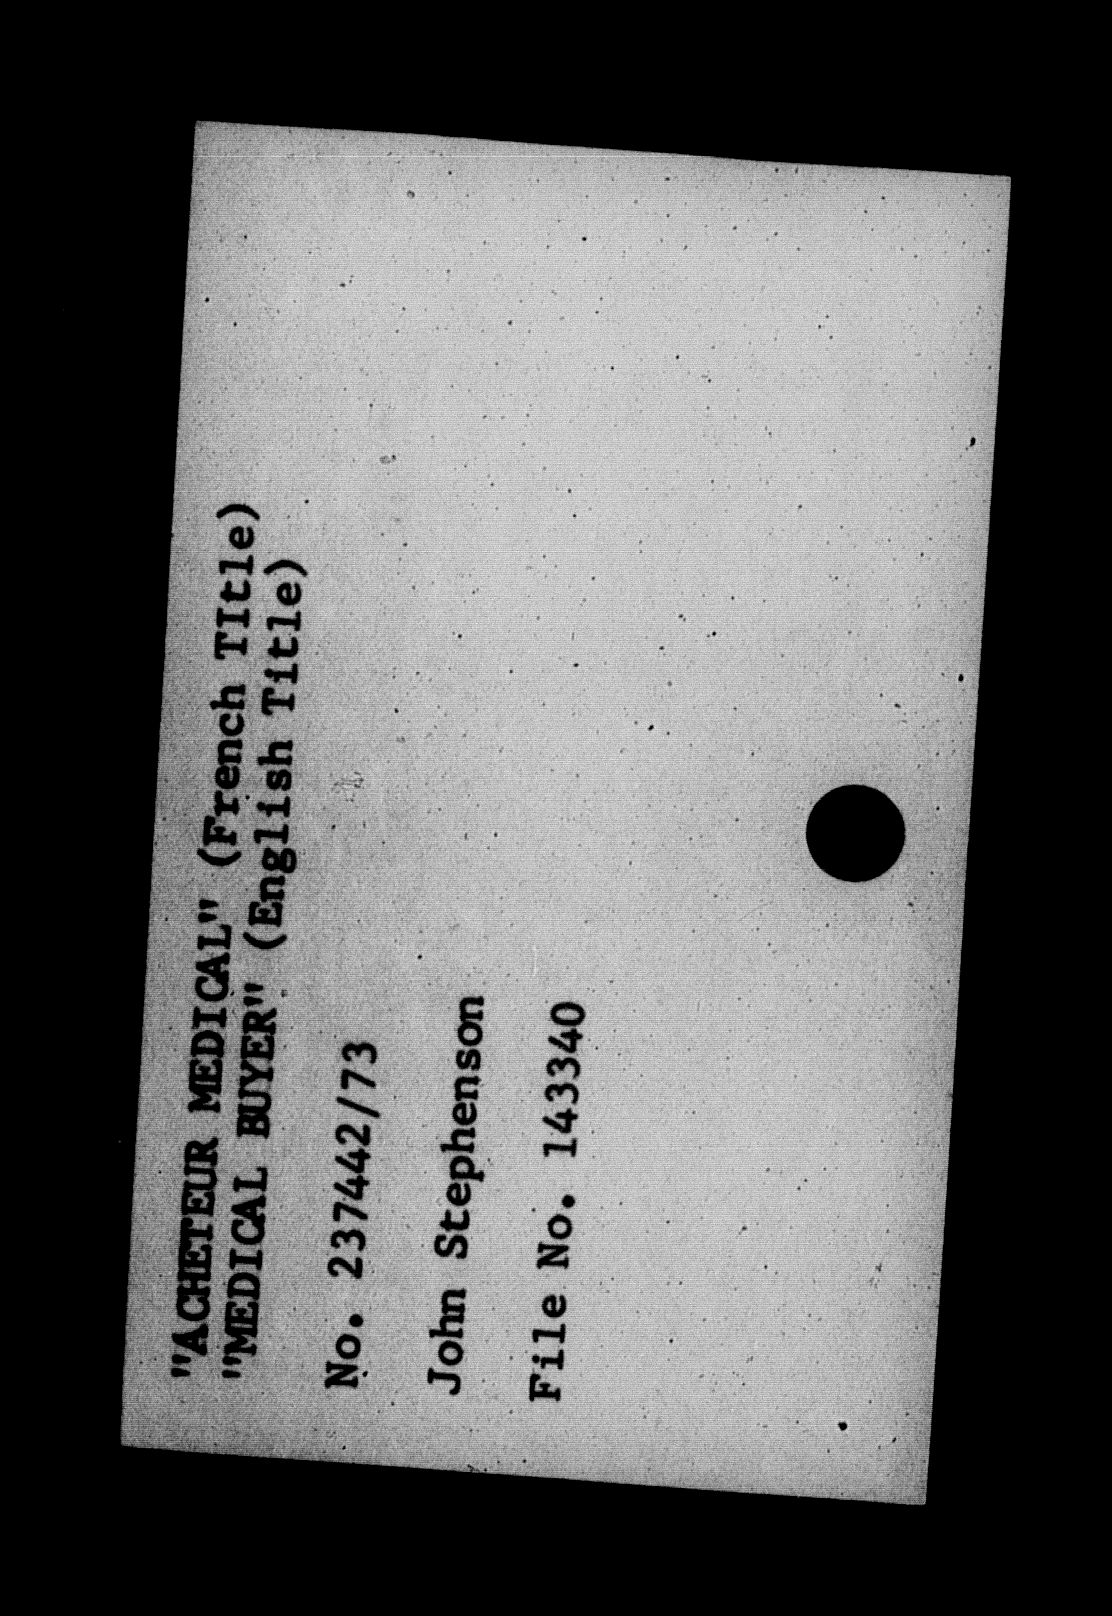 "ACHETEUR MEDICAL" (French TItle)
"MEDICAL BUYER" (English Title)
No. 237442/73
John Stephenson
File No. 143340